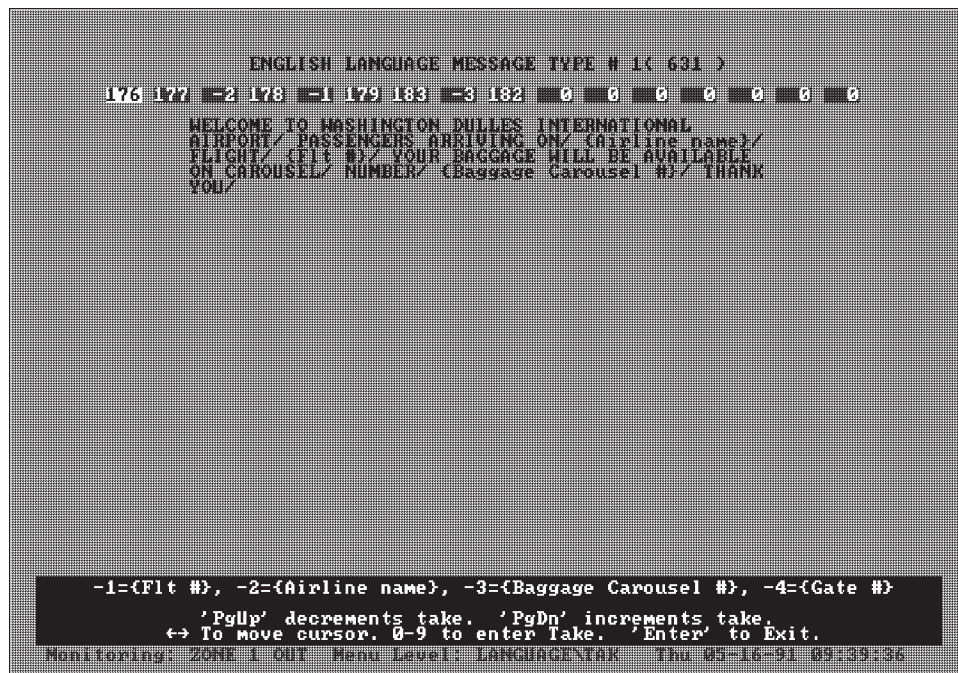 ENGLISH LANGUAGE MESSAGE TYPE # 1( 631 )
176 177 -2 178 -1 179 183 -3 182 0 0 0 0 0 0 0
WELCOME TO WASHINGTON DULLES INTERNATIONAL
AIRPORT/ PASSENGERS ARRIVING ON/ {Airline name}/
FLIGHT/ {Flt #}/ YOUR BAGGAGE WILL BE AVAILABLE
ON CAROUSEL/ NUMBER/ {Baggage Carousel #}/ THANK
YOU/
-1={Flt #}, -2={Airline name}, -3={Baggage Carousel #}, -4={Gate #}
'PgUp' decrements take. 'PgDn' increments take.
↔ To move cursor. 0-9 to enter Take. 'Enter' to Exit.
Monitoring: ZONE 1 OUT Menu Level: LANGUAGE\TAK Thu 05-16-91 09:39:36